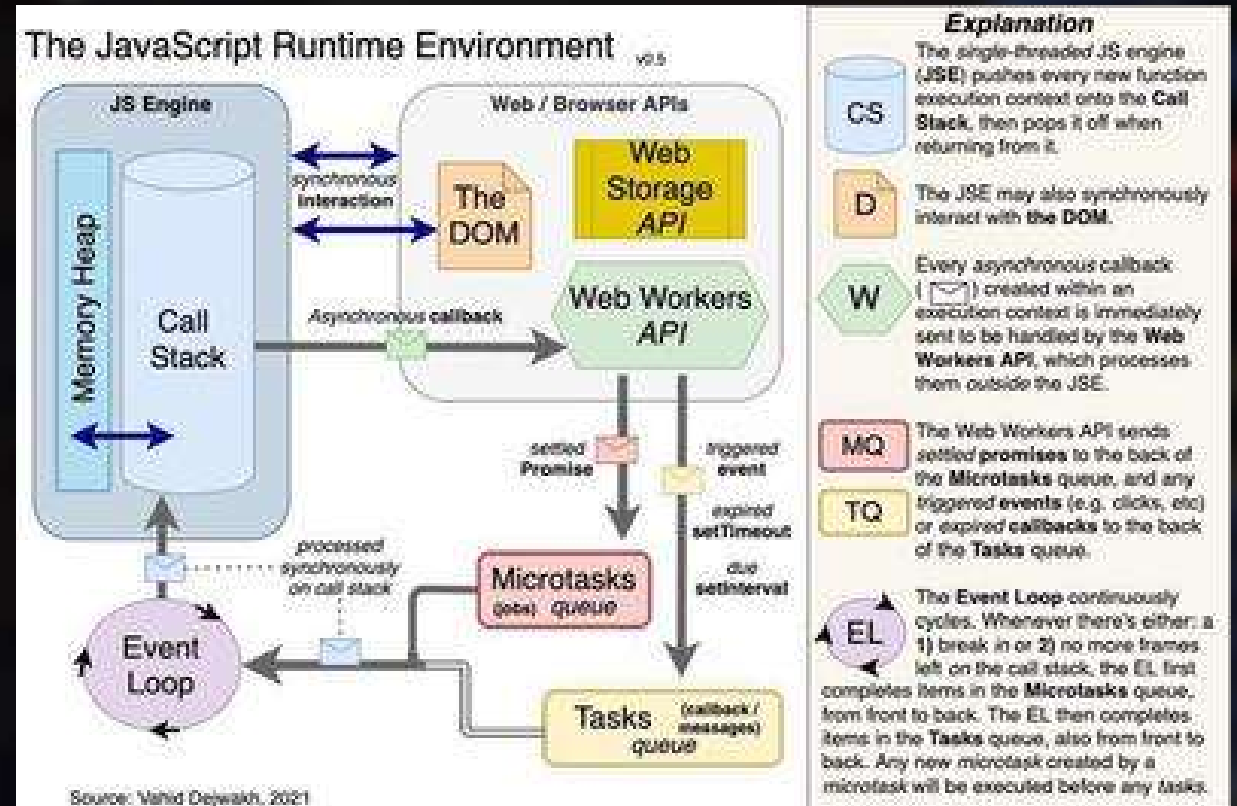 The JavaScript Runtime Environment v0.5
JS Engine
Memory Heap
Call
Stack
synchronous
interaction
Web / Browser APIs
The
DOM
Web
Storage
API
Web Workers
API
Asynchronous callback
settled
Promise
triggered
event
expired
setTimeout
due
setInterval
processed
synchronously
on call stack
Microtasks
(jobs) queue
Event
Loop
Tasks (callback /
messages)
queue
Source: Vahid Dejwakh, 2021
Explanation
CS
The single-threaded JS engine
(JSE) pushes every new function
execution context onto the Call
Stack, then pops it off when
returning from it.
D
The JSE may also synchronously
interact with the DOM.
W
Every asynchronous callback
( ) created within an
execution context is immediately
sent to be handled by the Web
Workers API, which processes
them outside the JSE.
MQ
TQ
The Web Workers API sends
settled promises to the back of
the Microtasks queue, and any
triggered events (e.g. clicks, etc)
or expired callbacks to the back
of the Tasks queue.
EL
The Event Loop continuously
cycles. Whenever there's either: a
1) break in or 2) no more frames
left on the call stack, the EL first
completes items in the Microtasks queue,
from front to back. The EL then completes
items in the Tasks queue, also from front to
back. Any new microtask created by a
microtask will be executed before any tasks.